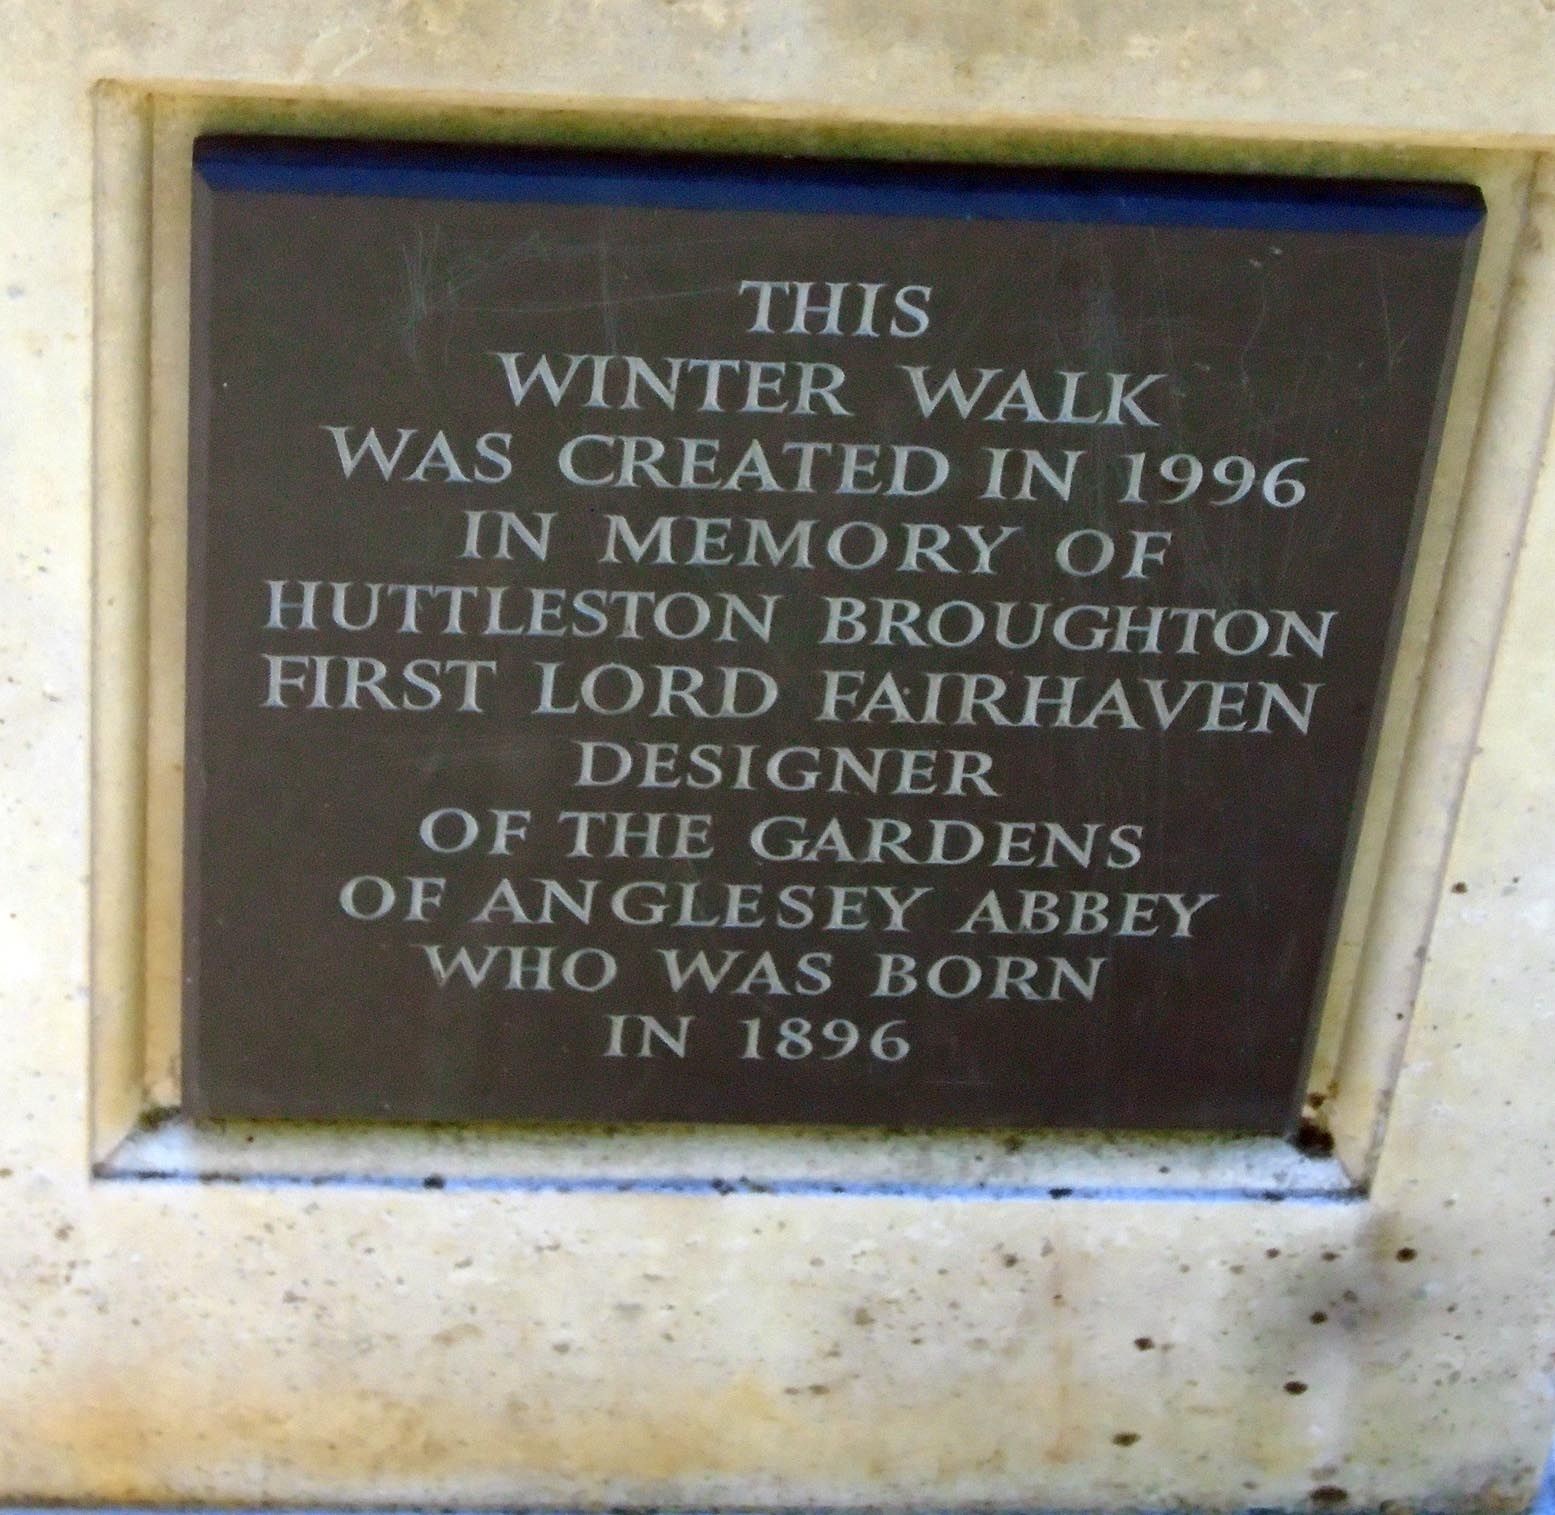 THIS
WINTER WALK
WAS CREATED IN 1996
IN MEMORY OF
HUTTLESTON BROUGHTON
FIRST LORD FAIRHAVEN
DESIGNER
OF THE GARDENS
OF ANGLESEY ABBEY
WHO WAS BORN
IN 1896